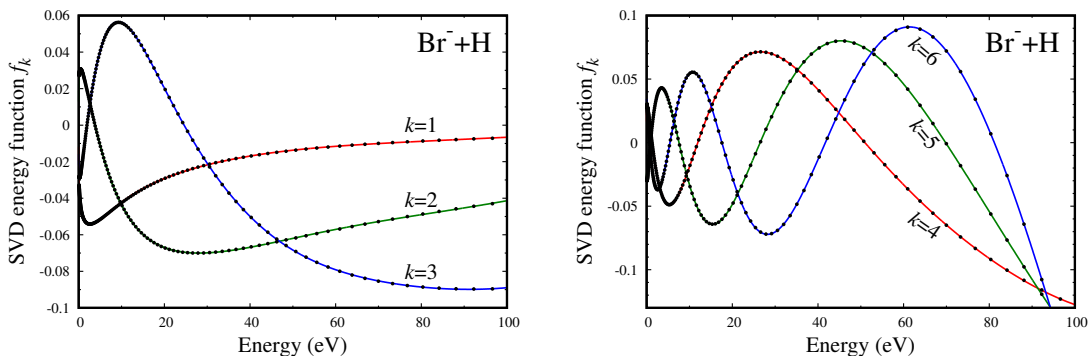 SVD energy function f_k
0.06
0.04
0.02
0
-0.02
-0.04
-0.06
-0.08
-0.1
Br⁻+H
k=1
k=2
k=3
0 20 40 60 80 100
Energy (eV)
SVD energy function f_k
0.1
0.05
0
-0.05
-0.1
Br⁻+H
k=6
k=5
k=4
0 20 40 60 80 100
Energy (eV)